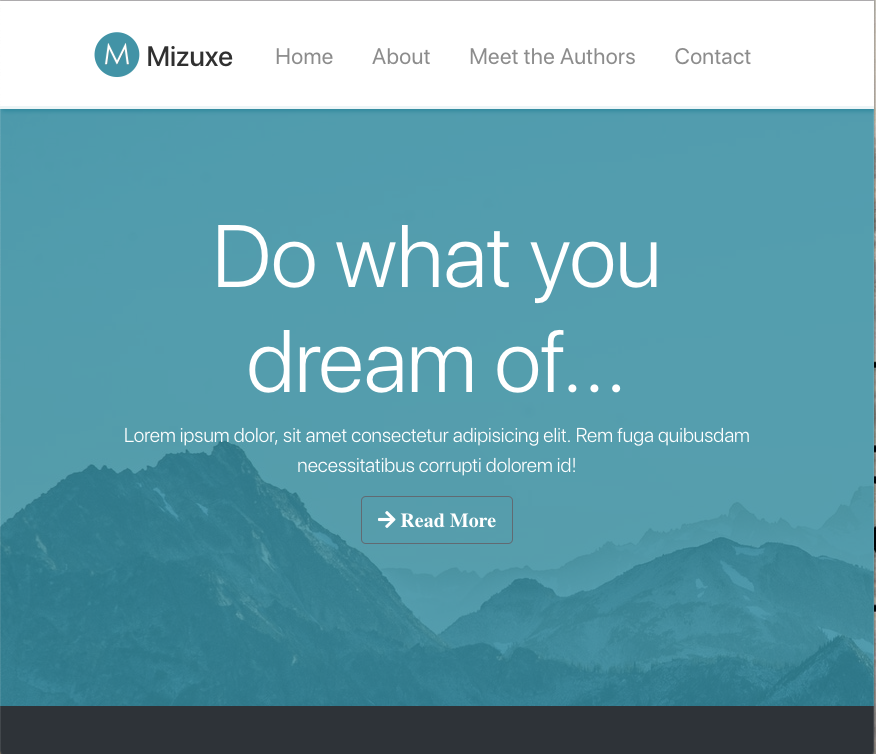 M Mizuxe Home About Meet the Authors Contact
Do what you
dream of...
Lorem ipsum dolor, sit amet consectetur adipisicing elit. Rem fuga quibusdam
necessitatibus corrupti dolorem id!
Read More